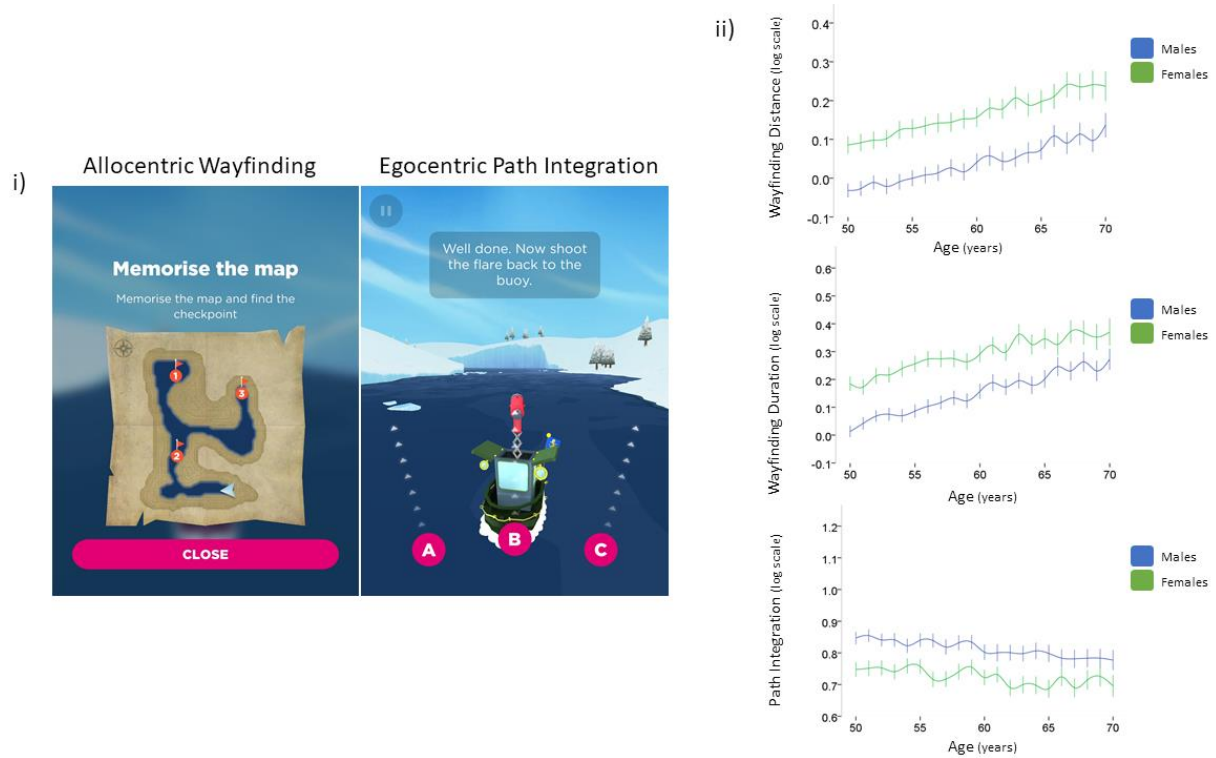 i)
Allocentric Wayfinding
Memorise the map
Memorise the map and find the
checkpoint
1
3
2
CLOSE
Egocentric Path Integration
Well done. Now shoot
the flare back to the
buoy.
A
B
C
ii)
Wayfinding Distance (log scale)
0.4
0.3
0.2
0.1
0.0
-0.1
50
55
60
65
70
Age (years)
Males
Females
Wayfinding Duration (log scale)
0.6
0.5
0.4
0.3
0.2
0.1
0.0
-0.1
50
55
60
65
70
Age (years)
Males
Females
Path Integration (log scale)
1.2
1.1
1.0
0.9
0.8
0.7
0.6
50
55
60
65
70
Age (years)
Males
Females